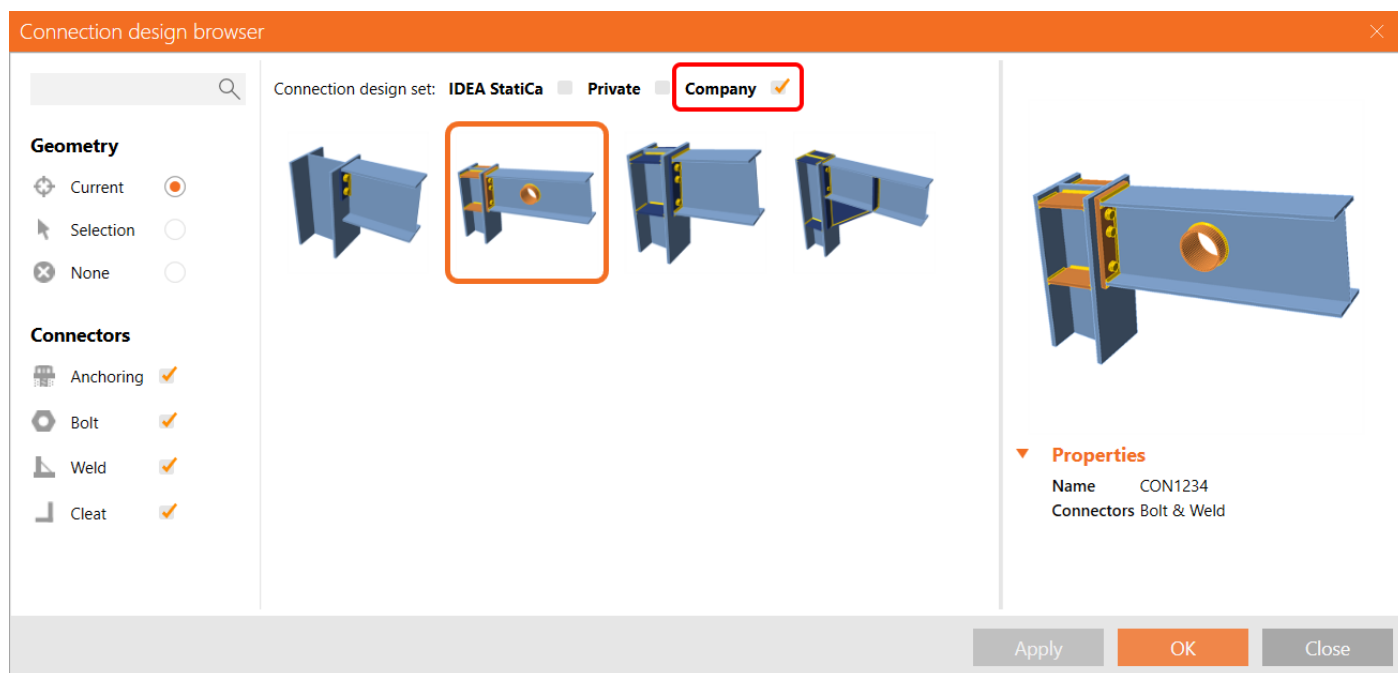 Connection design browser
Connection design set: IDEA StatiCa Private Company
Geometry
Current
Selection
None
Connectors
Anchoring
Bolt
Weld
Cleat
Properties
Name CON1234
Connectors Bolt & Weld
Apply OK Close